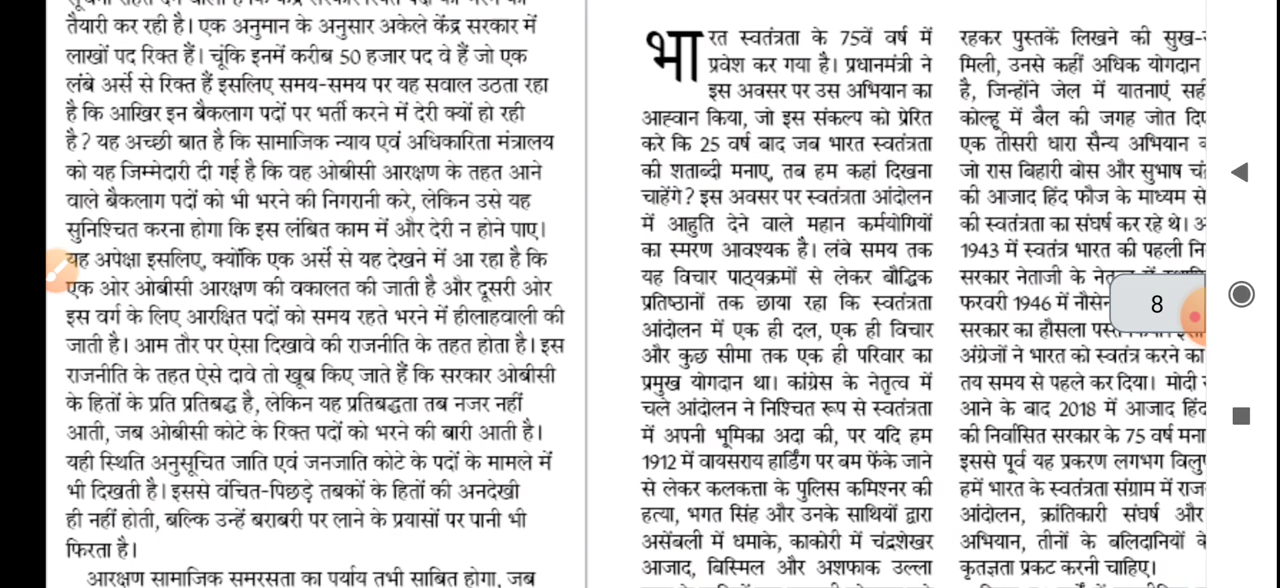 तैयारी कर रही है। एक अनुमान के अनुसार अकेले केंद्र सरकार में
लाखों पद रिक्त हैं। चूंकि इनमें करीब 50 हजार पद वे हैं जो एक
लंबे अर्से से रिक्त हैं इसलिए समय-समय पर यह सवाल उठता रहा
है कि आखिर इन बैकलाग पदों पर भर्ती करने में देरी क्यों हो रही
है? यह अच्छी बात है कि सामाजिक न्याय एवं अधिकारिता मंत्रालय
को यह जिम्मेदारी दी गई है कि वह ओबीसी आरक्षण के तहत आने
वाले बैकलाग पदों को भी भरने की निगरानी करे, लेकिन उसे यह
सुनिश्चित करना होगा कि इस लंबित काम में और देरी न होने पाए।
यह अपेक्षा इसलिए, क्योंकि एक अर्से से यह देखने में आ रहा है कि
एक ओर ओबीसी आरक्षण की वकालत की जाती है और दूसरी ओर
इस वर्ग के लिए आरक्षित पदों को समय रहते भरने में हीलाहवाली की
जाती है। आम तौर पर ऐसा दिखावे की राजनीति के तहत होता है। इस
राजनीति के तहत ऐसे दावे तो खूब किए जाते हैं कि सरकार ओबीसी
के हितों के प्रति प्रतिबद्ध है, लेकिन यह प्रतिबद्धता तब नजर नहीं
आती, जब ओबीसी कोटे के रिक्त पदों को भरने की बारी आती है।
यही स्थिति अनुसूचित जाति एवं जनजाति कोटे के पदों के मामले में
भी दिखती है। इससे वंचित-पिछड़े तबकों के हितों की अनदेखी
ही नहीं होती, बल्कि उन्हें बराबरी पर लाने के प्रयासों पर पानी भी
फिरता है।
आरक्षण सामाजिक समरसता का पर्याय तभी साबित होगा, जब
भारत स्वतंत्रता के 75वें वर्ष में
प्रवेश कर गया है। प्रधानमंत्री ने
इस अवसर पर उस अभियान का
आह्वान किया, जो इस संकल्प को प्रेरित
करे कि 25 वर्ष बाद जब भारत स्वतंत्रता
की शताब्दी मनाए, तब हम कहां दिखना
चाहेंगे? इस अवसर पर स्वतंत्रता आंदोलन
में आहुति देने वाले महान कर्मयोगियों
का स्मरण आवश्यक है। लंबे समय तक
यह विचार पाठ्यक्रमों से लेकर बौद्धिक
प्रतिष्ठानों तक छाया रहा कि स्वतंत्रता
आंदोलन में एक ही दल, एक ही विचार
और कुछ सीमा तक एक ही परिवार का
प्रमुख योगदान था। कांग्रेस के नेतृत्व में
चले आंदोलन ने निश्चित रूप से स्वतंत्रता
में अपनी भूमिका अदा की, पर यदि हम
1912 में वायसराय हार्डिंग पर बम फेंके जाने
से लेकर कलकत्ता के पुलिस कमिश्नर की
हत्या, भगत सिंह और उनके साथियों द्वारा
असेंबली में धमाके, काकोरी में चंद्रशेखर
आजाद, बिस्मिल और अशफाक उल्ला
रहकर पुस्तकें लिखने की
मिली, उनसे कहीं अधिक योगदान
है, जिन्होंने जेल में यातनाएं
कोल्हू में बैल की जगह जोत
एक तीसरी धारा सैन्य अभियान
जो रास बिहारी बोस और सुभाष
की आजाद हिंद फौज के माध्यम से
की स्वतंत्रता का संघर्ष कर रहे थे।
1943 में स्वतंत्र भारत की पहली
सरकार नेताजी के
फरवरी 1946 में
सरकार का हौसला
अंग्रेजों ने भारत को स्वतंत्र करने का
तय समय से पहले कर दिया। मोदी
आने के बाद 2018 में आजाद हिंद
की निर्वासित सरकार के 75 वर्ष
इससे पूर्व यह प्रकरण लगभग
हमें भारत के स्वतंत्रता संग्राम में
आंदोलन, क्रांतिकारी संघर्ष और
अभियान, तीनों के बलिदानियों
कृतज्ञता प्रकट करनी चाहिए।
8